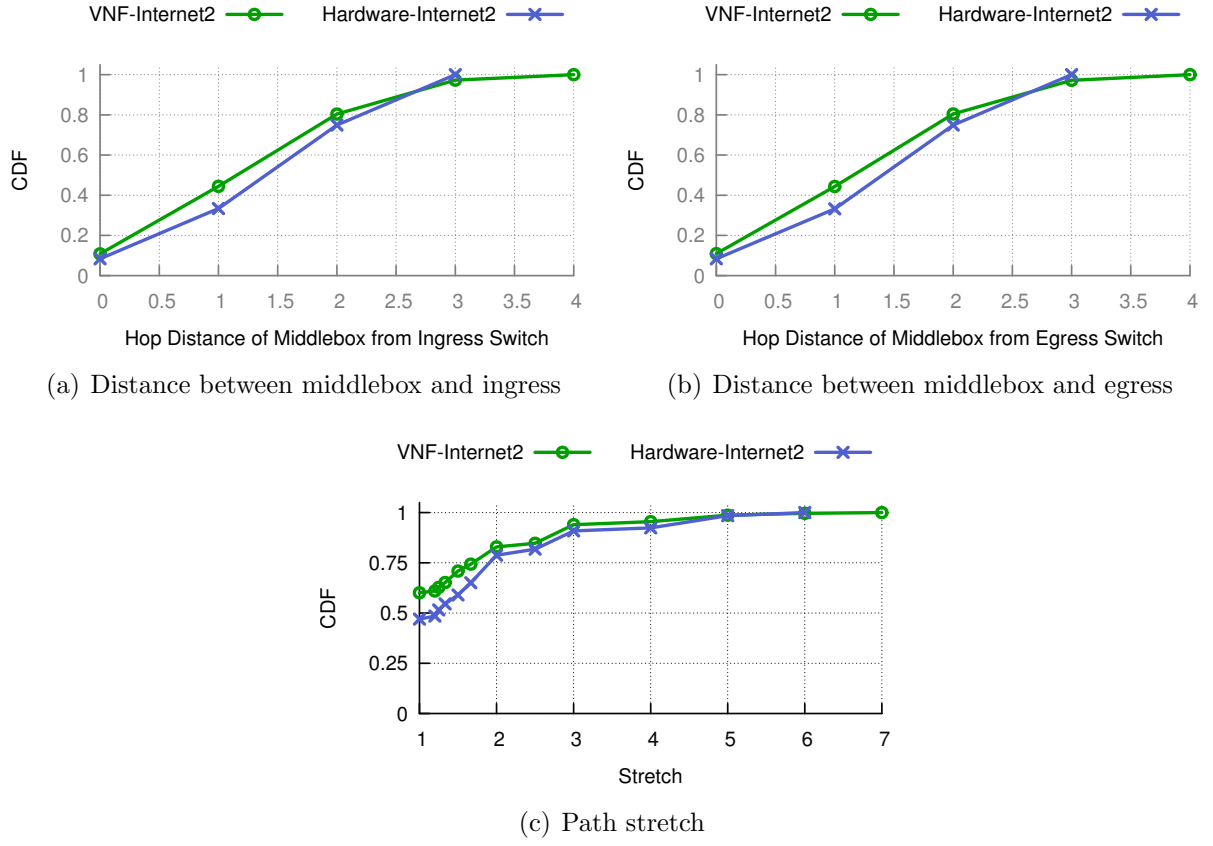 VNF-Internet2 Hardware-Internet2
1
0.8
0.6
0.4
0.2
0
CDF
0 0.5 1 1.5 2 2.5 3 3.5 4
Hop Distance of Middlebox from Ingress Switch
(a) Distance between middlebox and ingress
VNF-Internet2 Hardware-Internet2
1
0.8
0.6
0.4
0.2
0
CDF
0 0.5 1 1.5 2 2.5 3 3.5 4
Hop Distance of Middlebox from Egress Switch
(b) Distance between middlebox and egress
VNF-Internet2 Hardware-Internet2
1
0.75
0.5
0.25
0
CDF
1 2 3 4 5 6 7
Stretch
(c) Path stretch